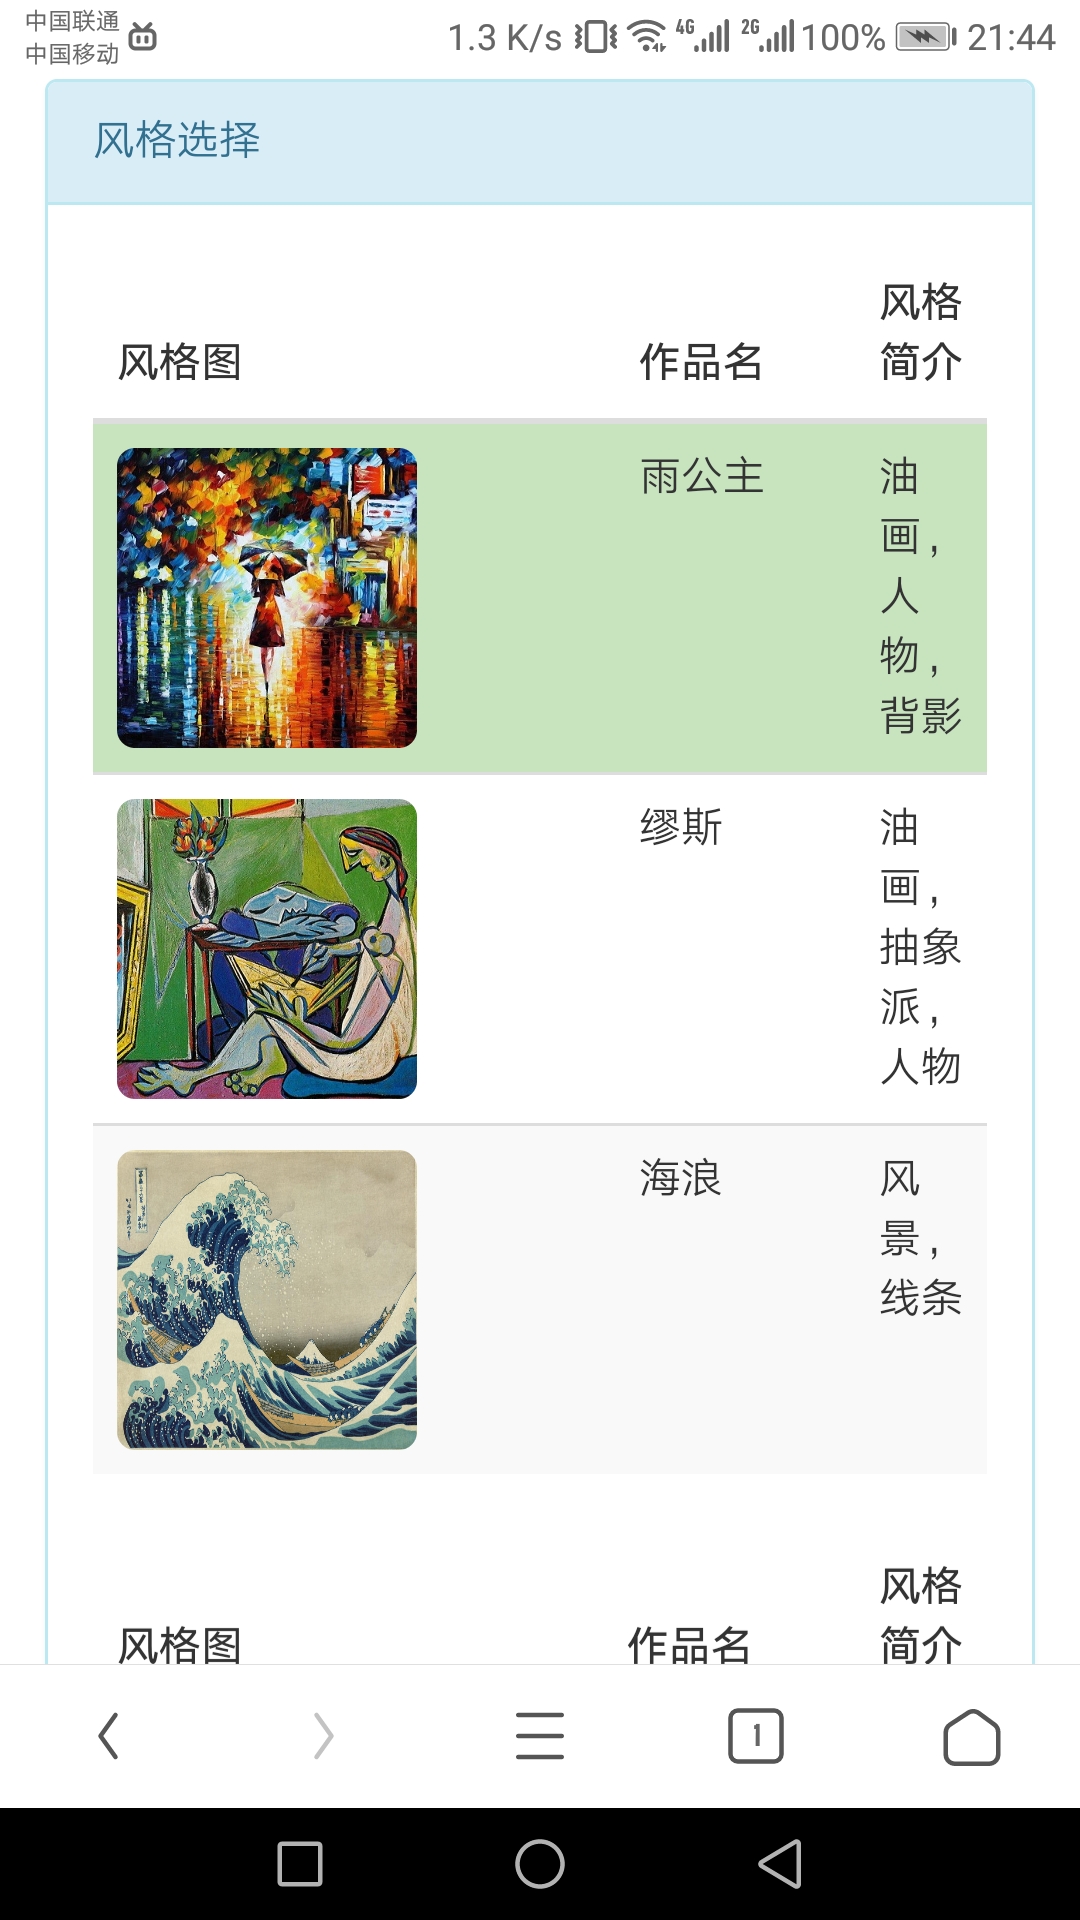 中国联通
中国移动
1.3 K/s
4G
2G
100%
21:44
风格选择
风格图
作品名
风格
简介
雨公主
油
画，
人
物，
背影
缪斯
油
画，
抽象
派，
人物
海浪
风
景，
线条
风格图
作品名
风格
简介
1